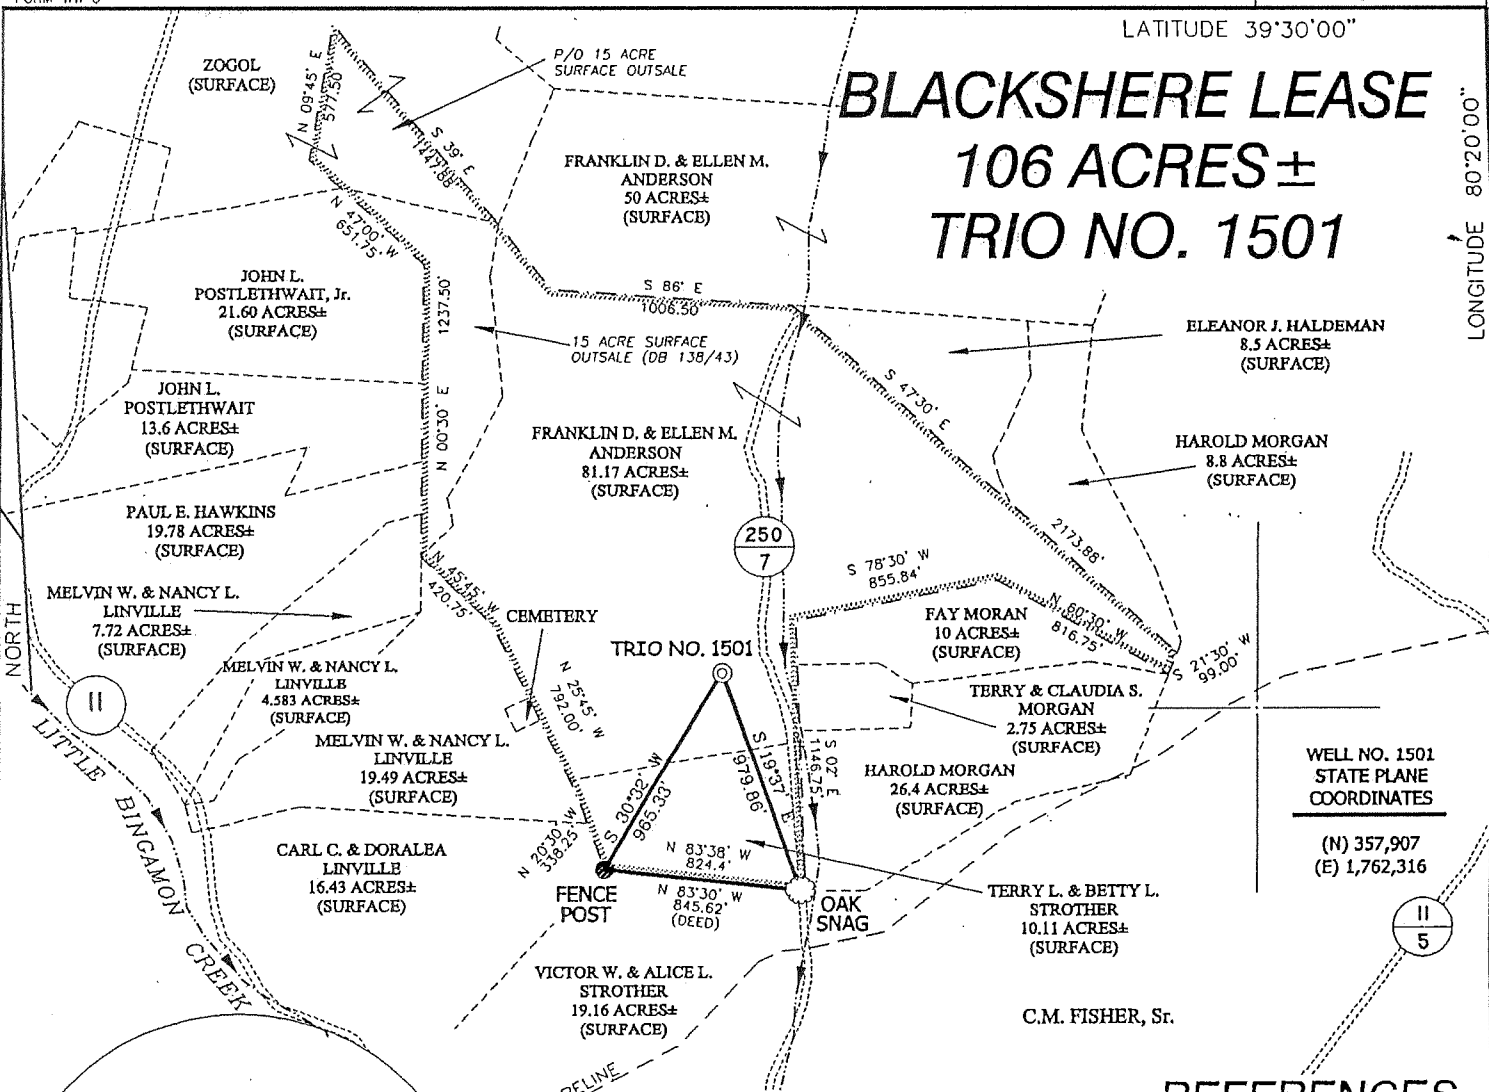 LATITUDE 39°30'00"
LONGITUDE 80°20'00"
BLACKSHERE LEASE
106 ACRES ±
TRIO NO. 1501
ZOGOL
(SURFACE)
N 09°45' E
577.50'
P/O 15 ACRE
SURFACE OUTSALE
S 39° E
1447.88'
FRANKLIN D. & ELLEN M.
ANDERSON
50 ACRES±
(SURFACE)
N 47°00' W
651.75'
JOHN L.
POSTLETHWAIT, Jr.
21.60 ACRES±
(SURFACE)
N 00°30' E
1237.50'
S 86° E
1006.50'
15 ACRE SURFACE
OUTSALE (DB 138/43)
ELEANOR J. HALDEMAN
8.5 ACRES±
(SURFACE)
JOHN L.
POSTLETHWAIT
13.6 ACRES±
(SURFACE)
S 47°30' E
2173.88'
FRANKLIN D. & ELLEN M.
ANDERSON
81.17 ACRES±
(SURFACE)
HAROLD MORGAN
8.8 ACRES±
(SURFACE)
PAUL E. HAWKINS
19.78 ACRES±
(SURFACE)
250
7
S 78°30' W
855.84'
N 45°45' W
420.75'
MELVIN W. & NANCY L.
LINVILLE
7.72 ACRES±
(SURFACE)
CEMETERY
FAY MORAN
10 ACRES±
(SURFACE)
N 60°30' W
816.75'
S 21°30' W
99.00'
NORTH
TRIO NO. 1501
MELVIN W. & NANCY L.
LINVILLE
4.583 ACRES±
(SURFACE)
N 25°45' W
792.00'
TERRY & CLAUDIA S.
MORGAN
2.75 ACRES±
(SURFACE)
11
LITTLE BINGAMON CREEK
MELVIN W. & NANCY L.
LINVILLE
19.49 ACRES±
(SURFACE)
S 30°32' W
965.33'
S 19°37' E
979.86'
S 02° E
1146.75'
HAROLD MORGAN
26.4 ACRES±
(SURFACE)
WELL NO. 1501
STATE PLANE
COORDINATES
(N) 357,907
(E) 1,762,316
CARL C. & DORALEA
LINVILLE
16.43 ACRES±
(SURFACE)
N 20°30' W
338.25'
N 83°38' W
824.4'
N 83°30' W
845.62'
(DEED)
FENCE
POST
OAK
SNAG
TERRY L. & BETTY L.
STROTHER
10.11 ACRES±
(SURFACE)
11
5
VICTOR W. & ALICE L.
STROTHER
19.16 ACRES±
(SURFACE)
C.M. FISHER, Sr.
REFERENCES